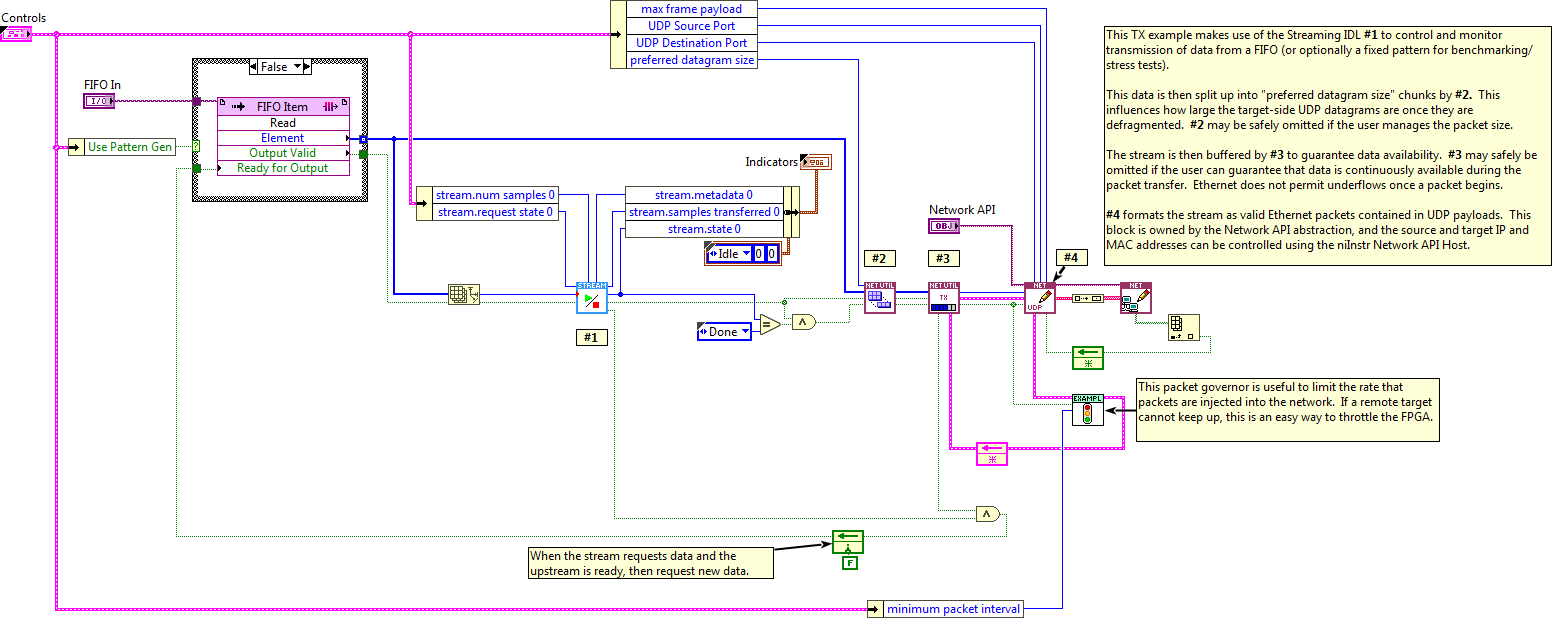 Controls
max frame payload
UDP Source Port
UDP Destination Port
preferred datagram size
This TX example makes use of the Streaming IDL #1 to control and monitor
transmission of data from a FIFO (or optionally a fixed pattern for benchmarking/
stress tests).
This data is then split up into "preferred datagram size" chunks by #2.  This
influences how large the target-side UDP datagrams are once they are
defragmented.  #2 may be safely omitted if the user manages the packet size.
The stream is then buffered by #3 to guarantee data availability.  #3 may safely be
omitted if the user can guarantee that data is continuously available during the
packet transfer.  Ethernet does not permit underflows once a packet begins.
#4 formats the stream as valid Ethernet packets contained in UDP payloads.  This
block is owned by the Network API abstraction, and the source and target IP and
MAC addresses can be controlled using the niInstr Network API Host.
False
FIFO In
I/O
FIFO Item
Read
Element
Output Valid
Ready for Output
Use Pattern Gen
?
Indicators
stream.num samples 0
stream.request state 0
stream.metadata 0
stream.samples transferred 0
stream.state 0
Idle
0
0
Network API
OBJ
#2
#3
#4
STREAM
NET UTIL
NET UTIL
TX
NET
UDP
NET
#1
Done
=
∧
This packet governor is useful to limit the rate that
packets are injected into the network.  If a remote target
cannot keep up, this is an easy way to throttle the FPGA.
EXAMPL
∧
When the stream requests data and the
upstream is ready, then request new data.
F
minimum packet interval